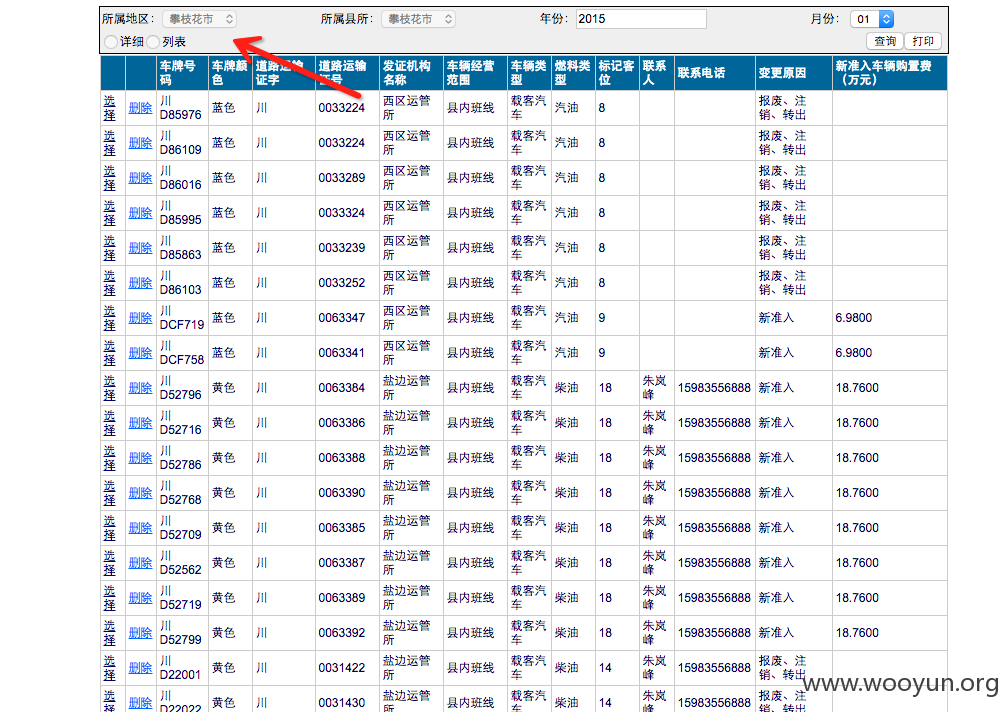 所属地区： 攀枝花市 所属县所： 攀枝花市 年份： 2015 月份： 01
详细 列表 查询 打印
车牌号码 车牌颜色 道路运输证字 道路运输证号 发证机构名称 车辆经营范围 车辆类型 燃料类型 标记客位 联系人 联系电话 变更原因 新准入车辆购置费（万元）
选择 删除 川D85976 蓝色 川 0033224 西区运管所 县内班线 载客汽车 汽油 8 报废、注销、转出
选择 删除 川D86109 蓝色 川 0033224 西区运管所 县内班线 载客汽车 汽油 8 报废、注销、转出
选择 删除 川D86016 蓝色 川 0033289 西区运管所 县内班线 载客汽车 汽油 8 报废、注销、转出
选择 删除 川D85995 蓝色 川 0033324 西区运管所 县内班线 载客汽车 汽油 8 报废、注销、转出
选择 删除 川D85863 蓝色 川 0033239 西区运管所 县内班线 载客汽车 汽油 8 报废、注销、转出
选择 删除 川D86103 蓝色 川 0033252 西区运管所 县内班线 载客汽车 汽油 8 报废、注销、转出
选择 删除 川DCF719 蓝色 川 0063347 西区运管所 县内班线 载客汽车 汽油 9 新准入 6.9800
选择 删除 川DCF758 蓝色 川 0063341 西区运管所 县内班线 载客汽车 汽油 9 新准入 6.9800
选择 删除 川D52796 黄色 川 0063384 盐边运管所 县内班线 载客汽车 柴油 18 朱岚峰 15983556888 新准入 18.7600
选择 删除 川D52716 黄色 川 0063386 盐边运管所 县内班线 载客汽车 柴油 18 朱岚峰 15983556888 新准入 18.7600
选择 删除 川D52786 黄色 川 0063388 盐边运管所 县内班线 载客汽车 柴油 18 朱岚峰 15983556888 新准入 18.7600
选择 删除 川D52768 黄色 川 0063390 盐边运管所 县内班线 载客汽车 柴油 18 朱岚峰 15983556888 新准入 18.7600
选择 删除 川D52709 黄色 川 0063385 盐边运管所 县内班线 载客汽车 柴油 18 朱岚峰 15983556888 新准入 18.7600
选择 删除 川D52562 黄色 川 0063387 盐边运管所 县内班线 载客汽车 柴油 18 朱岚峰 15983556888 新准入 18.7600
选择 删除 川D52719 黄色 川 0063389 盐边运管所 县内班线 载客汽车 柴油 18 朱岚峰 15983556888 新准入 18.7600
选择 删除 川D52799 黄色 川 0063392 盐边运管所 县内班线 载客汽车 柴油 18 朱岚峰 15983556888 新准入 18.7600
选择 删除 川D22001 黄色 川 0031422 盐边运管所 县内班线 载客汽车 柴油 14 朱岚峰 15983556888 报废、注销、转出
选择 删除 川D22022 黄色 川 0031430 盐边运管所 县内班线 载客汽车 柴油 14 朱岚峰 15983556888 报废、注销、转出
www.wooyun.org